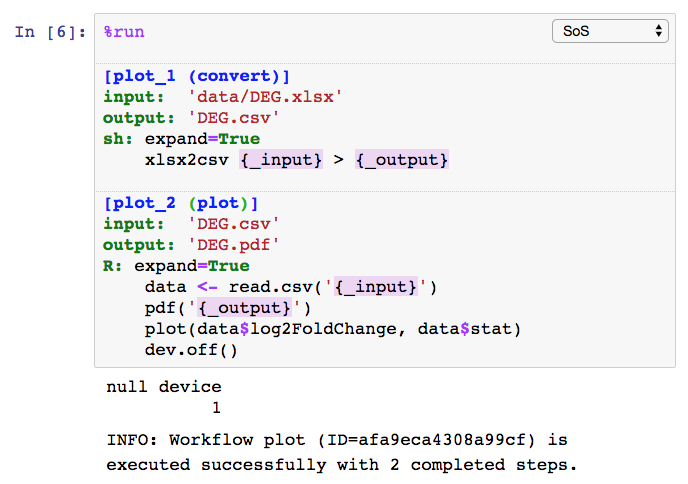 In [6]: %run SoS
[plot_1 (convert)]
input:  'data/DEG.xlsx'
output: 'DEG.csv'
sh: expand=True
    xlsx2csv {_input} > {_output}
[plot_2 (plot)]
input:  'DEG.csv'
output: 'DEG.pdf'
R: expand=True
    data <- read.csv('{_input}')
    pdf('{_output}')
    plot(data$log2FoldChange, data$stat)
    dev.off()
null device
          1
INFO: Workflow plot (ID=afa9eca4308a99cf) is
executed successfully with 2 completed steps.